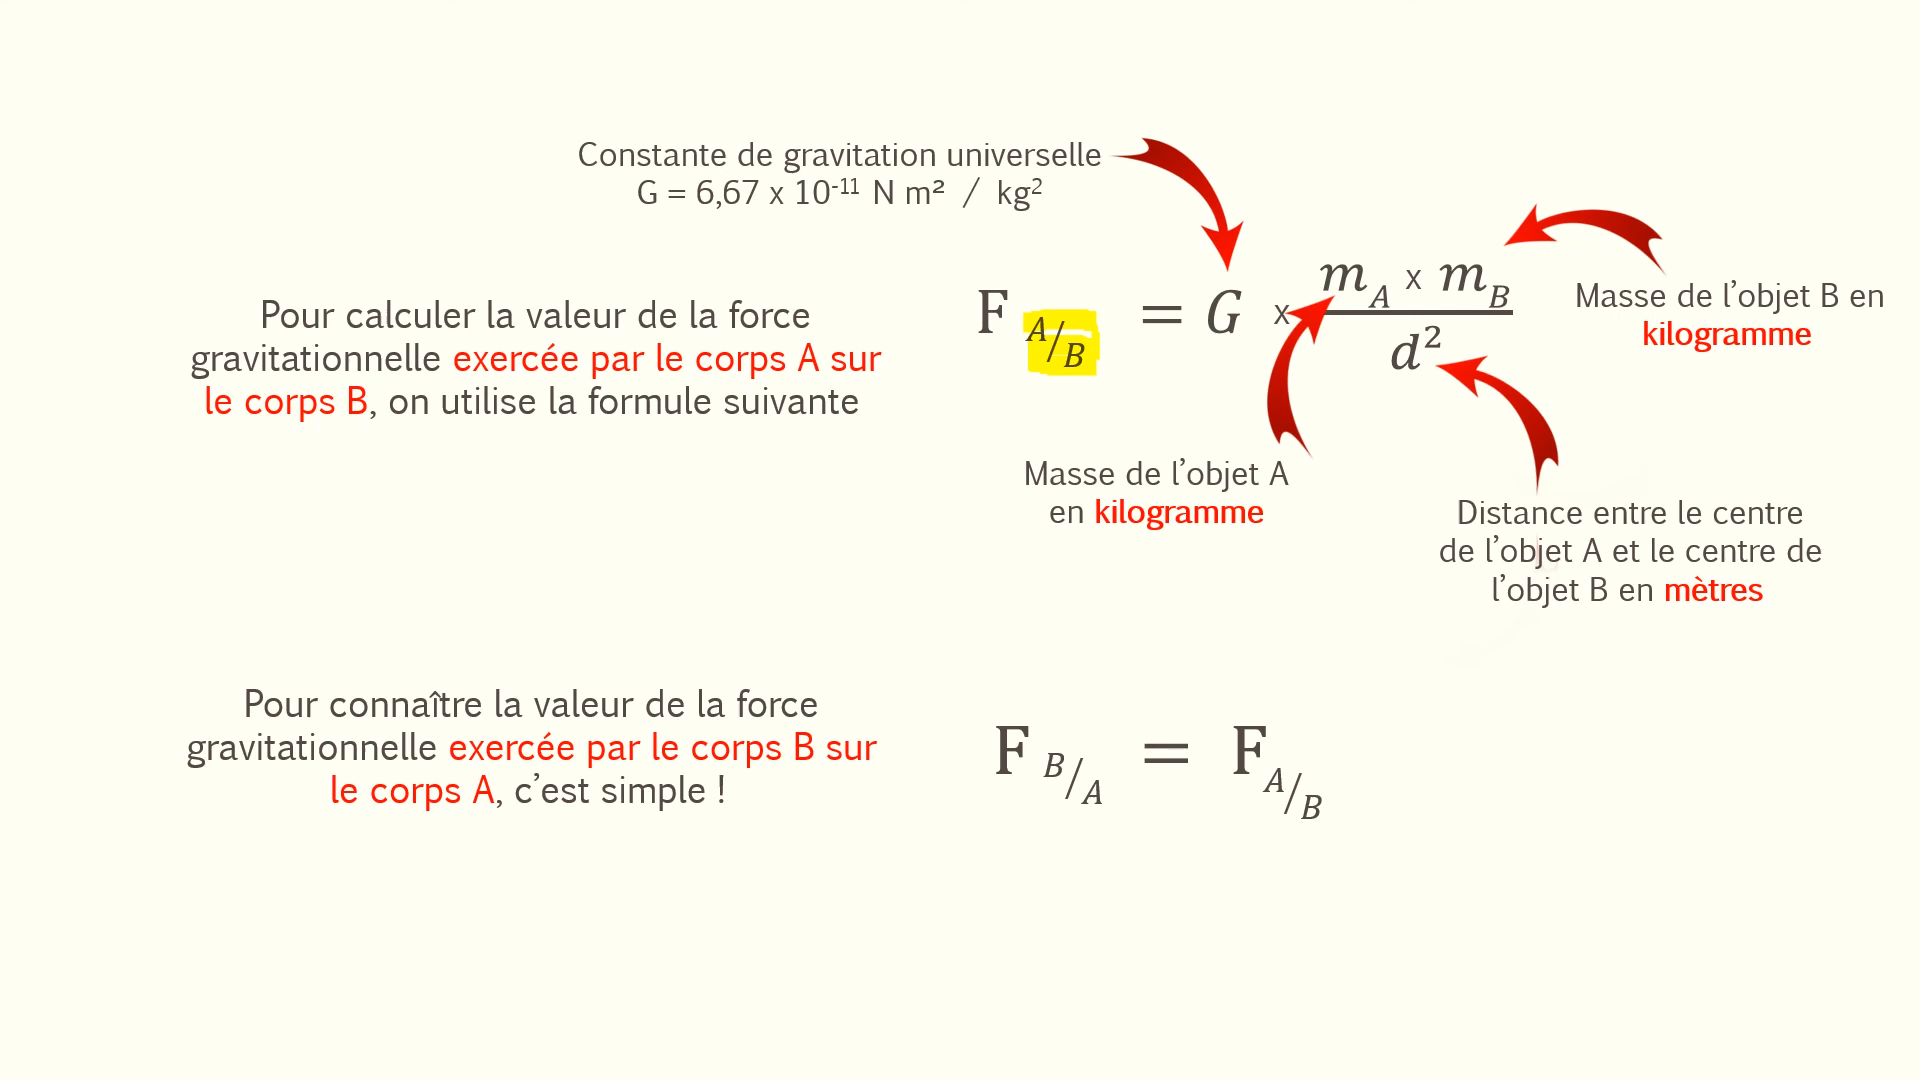 Constante de gravitation universelle
G = 6,67 x 10⁻¹¹ N m² / kg²
Pour calculer la valeur de la force
gravitationnelle exercée par le corps A sur
le corps B, on utilise la formule suivante
F A/B = G x (m_A x m_B)/d²
Masse de l'objet B en
kilogramme
Masse de l'objet A
en kilogramme
Distance entre le centre
de l'objet A et le centre de
l'objet B en mètres
Pour connaître la valeur de la force
gravitationnelle exercée par le corps B sur
le corps A, c'est simple !
F B/A = F A/B